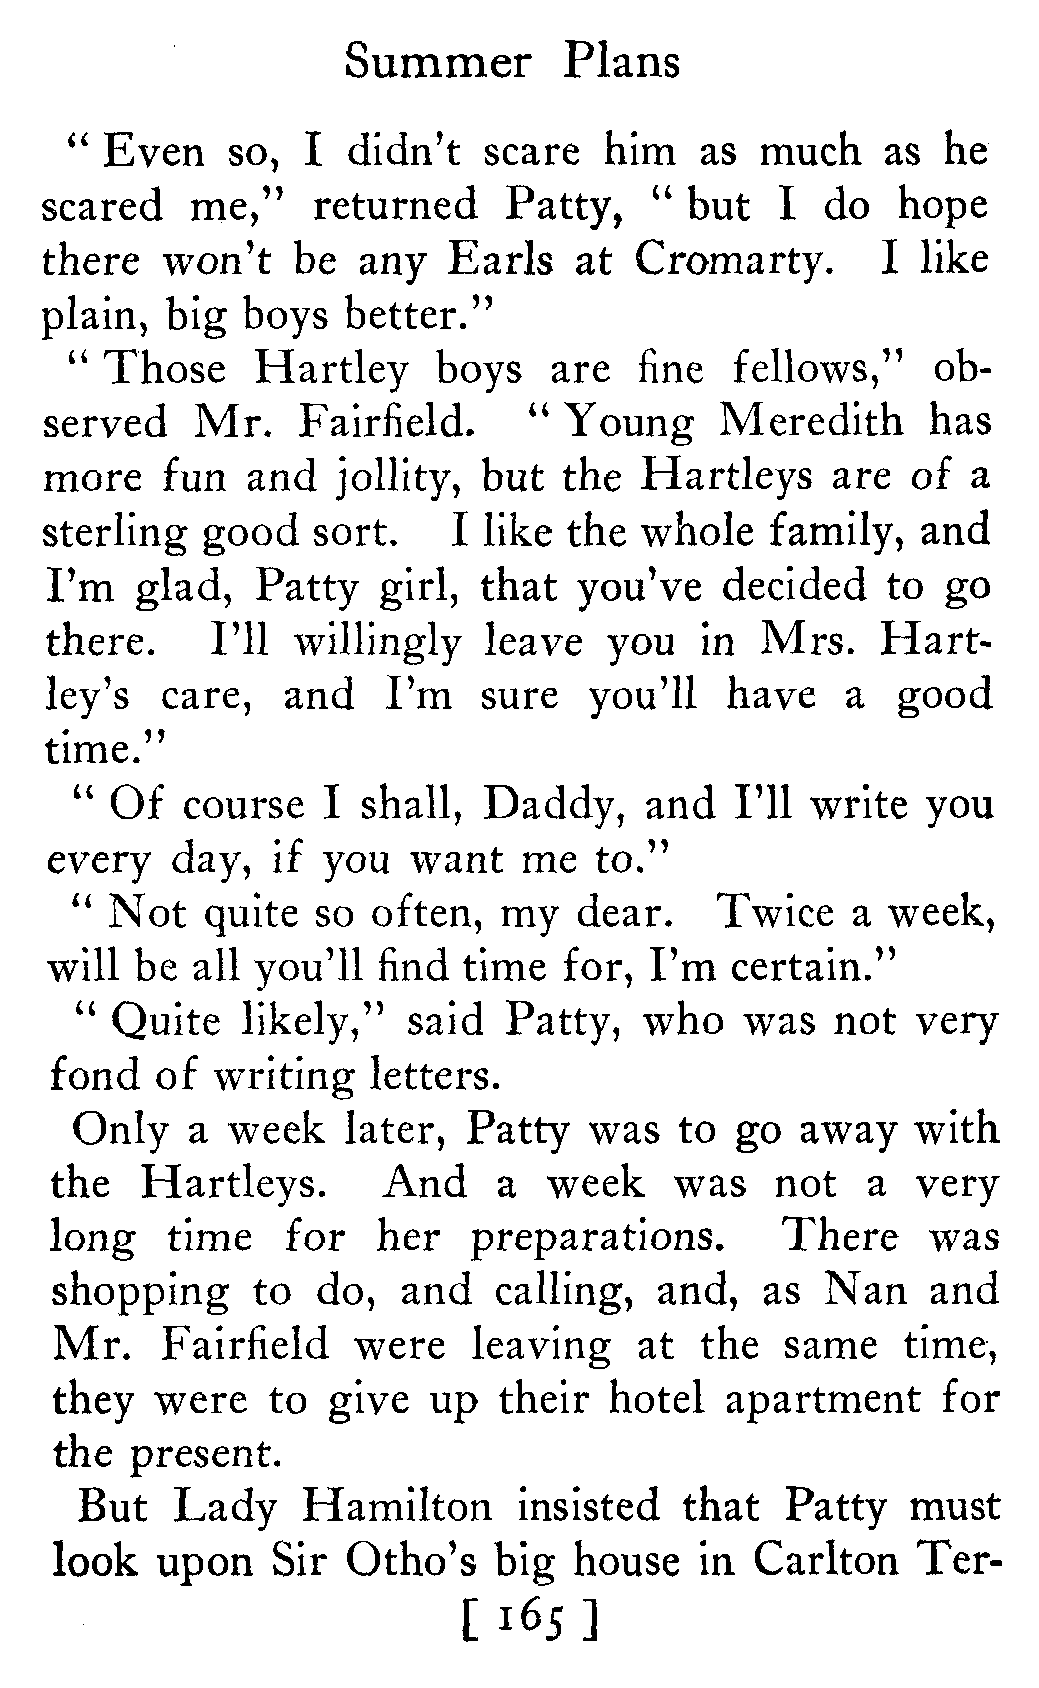 Summer Plans
“ Even so, I didn't scare him as much as he
scared me,” returned Patty, “ but I do hope
there won't be any Earls at Cromarty. I like
plain, big boys better.”
“ Those Hartley boys are fine fellows,” ob-
served Mr. Fairfield. “ Young Meredith has
more fun and jollity, but the Hartleys are of a
sterling good sort. I like the whole family, and
I'm glad, Patty girl, that you've decided to go
there. I'll willingly leave you in Mrs. Hart-
ley's care, and I'm sure you'll have a good
time.”
“ Of course I shall, Daddy, and I'll write you
every day, if you want me to.”
“ Not quite so often, my dear. Twice a week,
will be all you'll find time for, I'm certain.”
“ Quite likely,” said Patty, who was not very
fond of writing letters.
Only a week later, Patty was to go away with
the Hartleys. And a week was not a very
long time for her preparations. There was
shopping to do, and calling, and, as Nan and
Mr. Fairfield were leaving at the same time,
they were to give up their hotel apartment for
the present.
But Lady Hamilton insisted that Patty must
look upon Sir Otho's big house in Carlton Ter-
[ 165 ]